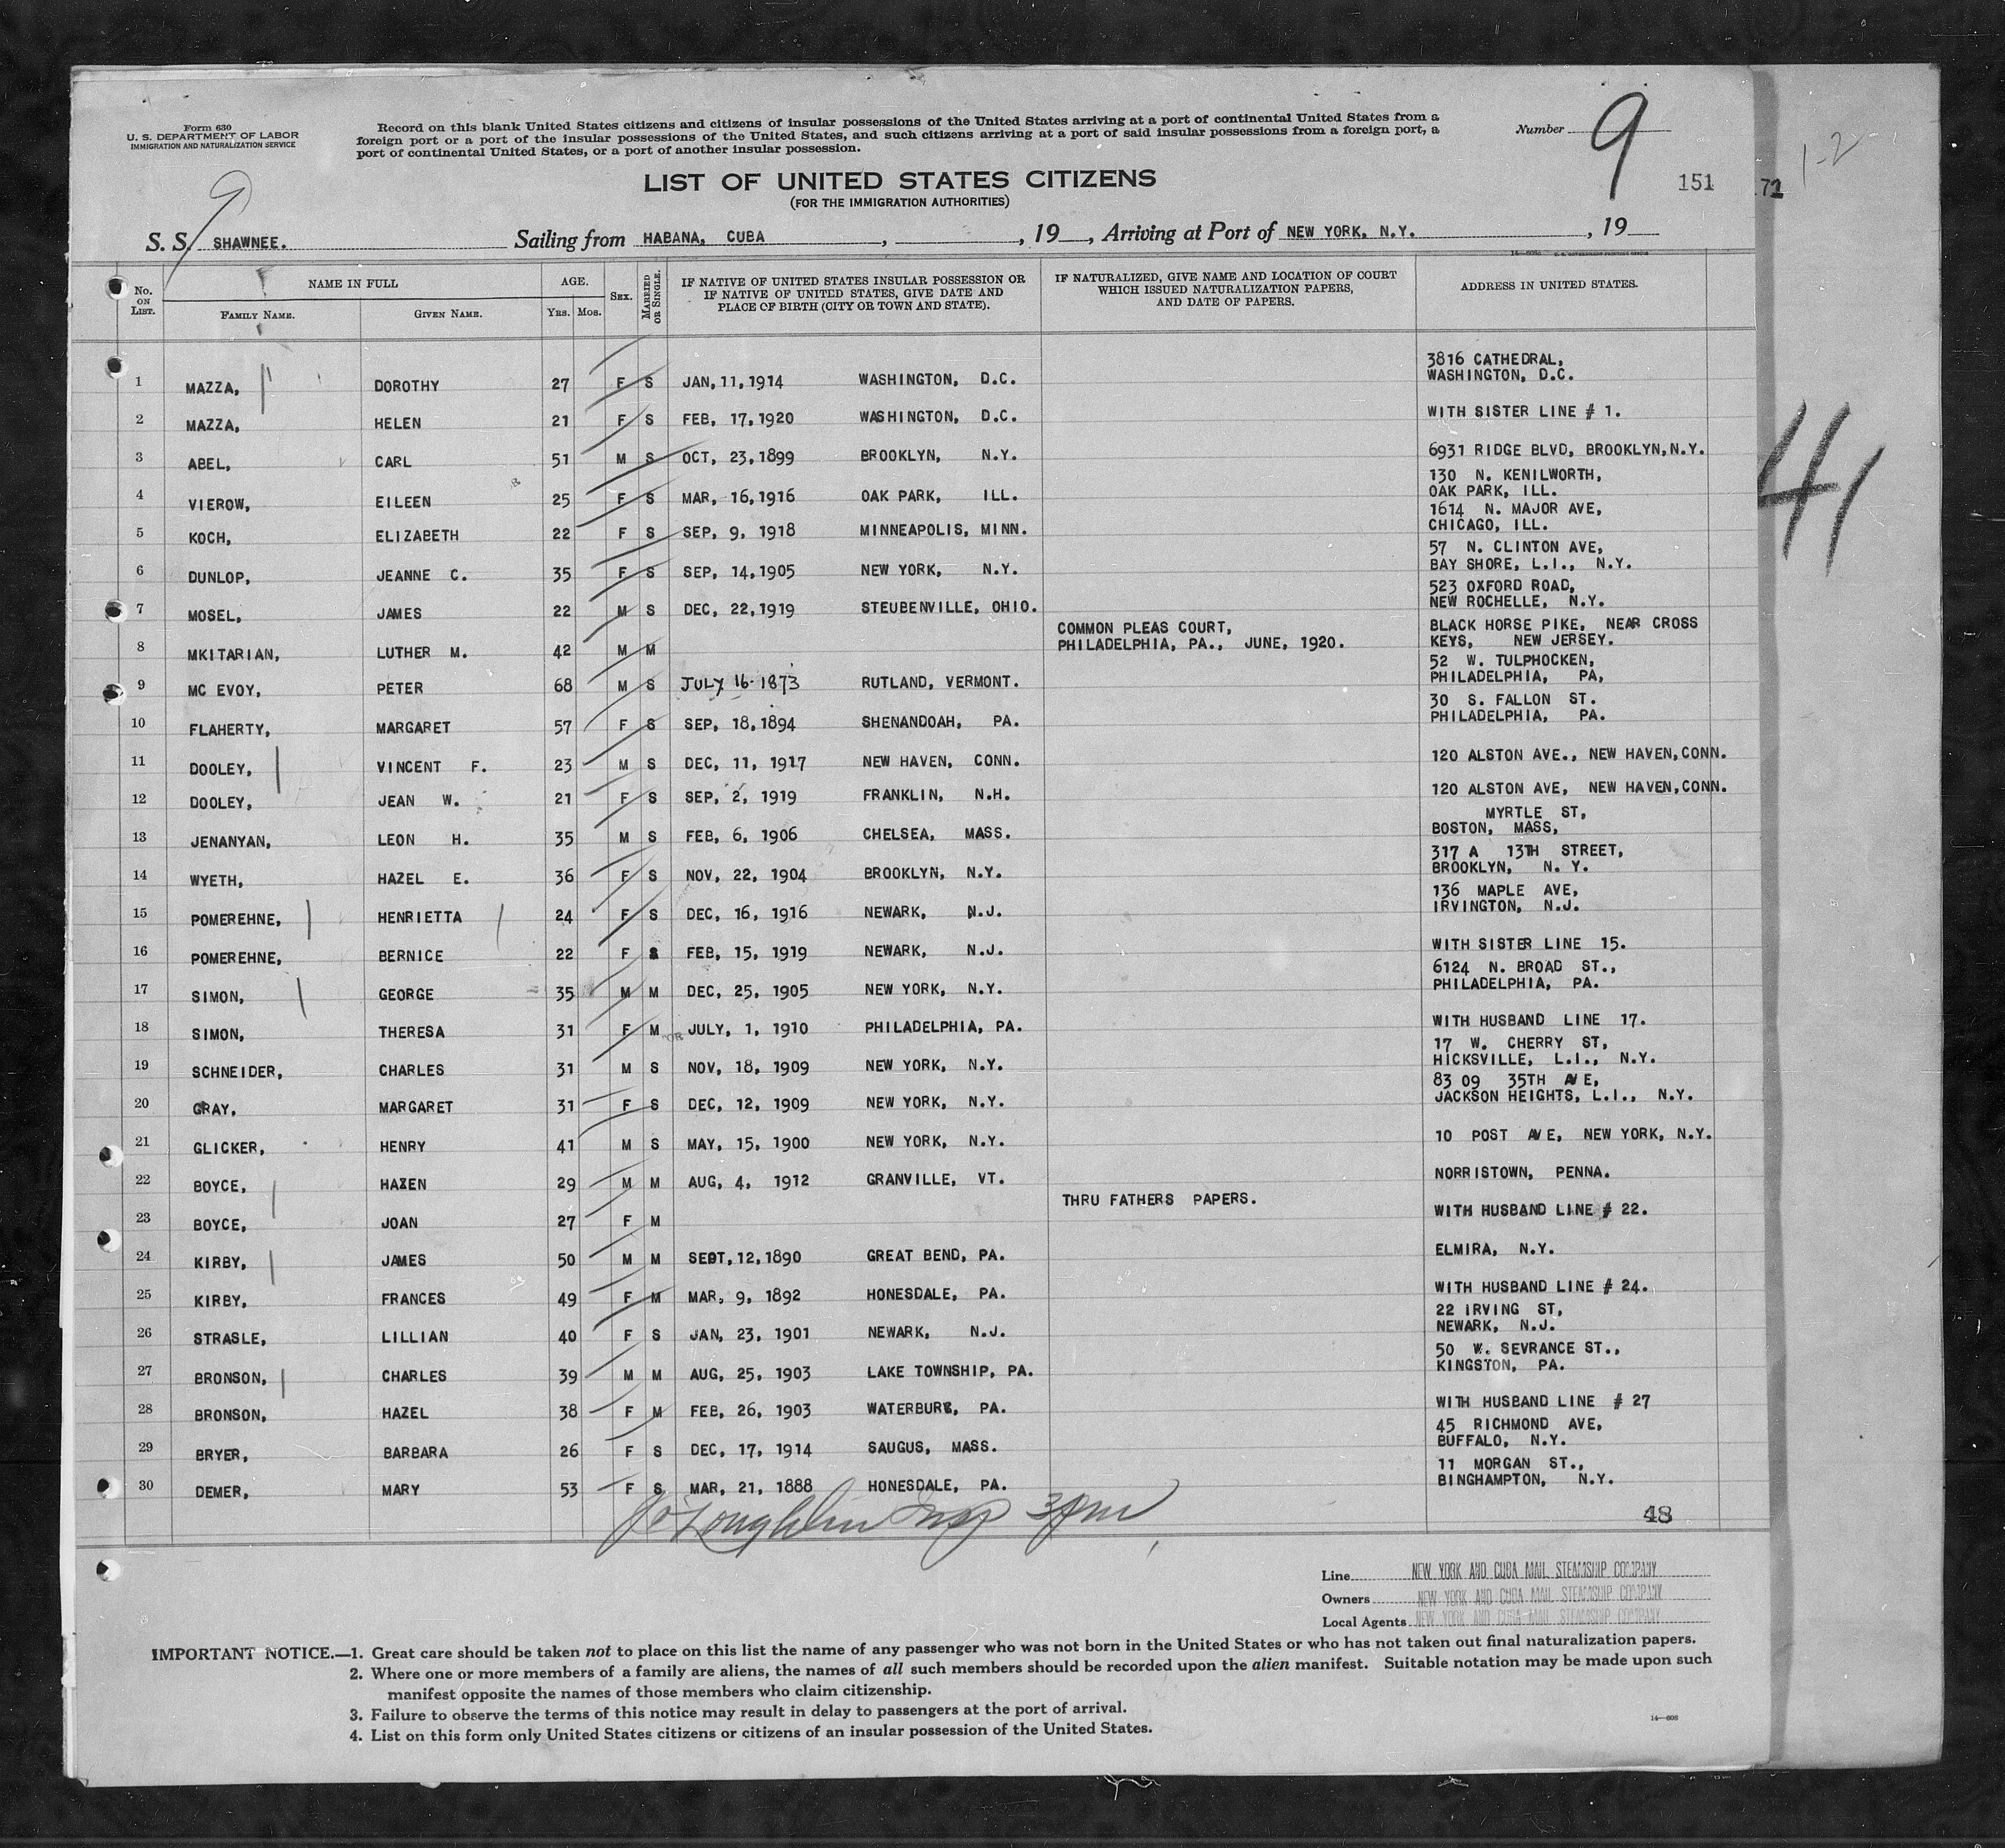 Form 630
U. S. DEPARTMENT OF LABOR
IMMIGRATION AND NATURALIZATION SERVICE
Record on this blank United States citizens and citizens of insular possessions of the United States arriving at a port of continental United States from a
foreign port or a port of the insular possessions of the United States, and such citizens arriving at a port of said insular possessions from a foreign port, a
port of continental United States, or a port of another insular possession.
Number 9
151
1-2
9
LIST OF UNITED STATES CITIZENS
(FOR THE IMMIGRATION AUTHORITIES)
S. S. SHAWNEE. Sailing from HABANA, CUBA , , 19 , Arriving at Port of NEW YORK, N.Y. , 19
No. ON LIST. NAME IN FULL FAMILY NAME. GIVEN NAME. AGE. YRS. MOS. SEX. MARRIED OR SINGLE. IF NATIVE OF UNITED STATES INSULAR POSSESSION OR IF NATIVE OF UNITED STATES, GIVE DATE AND PLACE OF BIRTH (CITY OR TOWN AND STATE). IF NATURALIZED, GIVE NAME AND LOCATION OF COURT WHICH ISSUED NATURALIZATION PAPERS, AND DATE OF PAPERS. ADDRESS IN UNITED STATES.
1 MAZZA, DOROTHY 27 F S JAN, 11, 1914 WASHINGTON, D.C. 3816 CATHEDRAL, WASHINGTON, D.C.
2 MAZZA, HELEN 21 F S FEB, 17, 1920 WASHINGTON, D.C. WITH SISTER LINE # 1.
3 ABEL, CARL 51 M S OCT, 23, 1899 BROOKLYN, N.Y. 6931 RIDGE BLVD, BROOKLYN, N.Y.
4 VIEROW, EILEEN 25 F S MAR, 16, 1916 OAK PARK, ILL. 130 N. KENILWORTH, OAK PARK, ILL.
5 KOCH, ELIZABETH 22 F S SEP, 9, 1918 MINNEAPOLIS, MINN. 1614 N. MAJOR AVE, CHICAGO, ILL.
6 DUNLOP, JEANNE C. 35 F S SEP, 14, 1905 NEW YORK, N.Y. 57 N. CLINTON AVE, BAY SHORE, L.I., N.Y.
7 MOSEL, JAMES 22 M S DEC, 22, 1919 STEUBENVILLE, OHIO. 523 OXFORD ROAD, NEW ROCHELLE, N.Y.
8 MKITARIAN, LUTHER M. 42 M M COMMON PLEAS COURT, PHILADELPHIA, PA., JUNE, 1920. BLACK HORSE PIKE, NEAR CROSS KEYS, NEW JERSEY.
9 MC EVOY, PETER 68 M S JULY 16-1873 RUTLAND, VERMONT. 52 W. TULPHOCKEN, PHILADELPHIA, PA,
10 FLAHERTY, MARGARET 57 F S SEP, 18, 1894 SHENANDOAH, PA. 30 S. FALLON ST. PHILADELPHIA, PA.
11 DOOLEY, VINCENT F. 23 M S DEC, 11, 1917 NEW HAVEN, CONN. 120 ALSTON AVE., NEW HAVEN, CONN.
12 DOOLEY, JEAN W. 21 F S SEP, 2, 1919 FRANKLIN, N.H. 120 ALSTON AVE, NEW HAVEN, CONN.
13 JENANYAN, LEON H. 35 M S FEB, 6, 1906 CHELSEA, MASS. MYRTLE ST, BOSTON, MASS,
14 WYETH, HAZEL E. 36 F S NOV, 22, 1904 BROOKLYN, N.Y. 317 A 13TH STREET, BROOKLYN, N. Y.
15 POMEREHNE, HENRIETTA 24 F S DEC, 16, 1916 NEWARK, N.J. 136 MAPLE AVE, IRVINGTON, N.J.
16 POMEREHNE, BERNICE 22 F S FEB, 15, 1919 NEWARK, N.J. WITH SISTER LINE 15.
17 SIMON, GEORGE 35 M M DEC, 25, 1905 NEW YORK, N.Y. 6124 N. BROAD ST., PHILADELPHIA, PA.
18 SIMON, THERESA 31 F M JULY, 1, 1910 PHILADELPHIA, PA. WITH HUSBAND LINE 17.
19 SCHNEIDER, CHARLES 31 M S NOV, 18, 1909 NEW YORK, N.Y. 17 W. CHERRY ST, HICKSVILLE, L.I., N.Y.
20 GRAY, MARGARET 31 F S DEC, 12, 1909 NEW YORK, N.Y. 83 09 35TH AVE, JACKSON HEIGHTS, L.I., N.Y.
21 GLICKER, HENRY 41 M S MAY, 15, 1900 NEW YORK, N.Y. 10 POST AVE, NEW YORK, N.Y.
22 BOYCE, HAZEN 29 M M AUG, 4, 1912 GRANVILLE, VT. NORRISTOWN, PENNA.
23 BOYCE, JOAN 27 F M THRU FATHERS PAPERS. WITH HUSBAND LINE # 22.
24 KIRBY, JAMES 50 M M SEPT, 12, 1890 GREAT BEND, PA. ELMIRA, N.Y.
25 KIRBY, FRANCES 49 F M MAR, 9, 1892 HONESDALE, PA. WITH HUSBAND LINE # 24.
26 STRASLE, LILLIAN 40 F S JAN, 23, 1901 NEWARK, N.J. 22 IRVING ST, NEWARK, N.J.
27 BRONSON, CHARLES 39 M M AUG, 25, 1903 LAKE TOWNSHIP, PA. 50 W. SEVRANCE ST., KINGSTON, PA.
28 BRONSON, HAZEL 38 F M FEB, 26, 1903 WATERBURY, PA. WITH HUSBAND LINE # 27
29 BRYER, BARBARA 26 F S DEC, 17, 1914 SAUGUS, MASS. 45 RICHMOND AVE, BUFFALO, N.Y.
30 DEMER, MARY 53 F S MAR, 21, 1888 HONESDALE, PA. 11 MORGAN ST., BINGHAMPTON, N.Y.
O'Loughlin Insp 3pm
48
41
Line NEW YORK AND CUBA MAIL STEAMSHIP COMPANY
Owners NEW YORK AND CUBA MAIL STEAMSHIP COMPANY
Local Agents NEW YORK AND CUBA MAIL STEAMSHIP COMPANY
IMPORTANT NOTICE.—1. Great care should be taken not to place on this list the name of any passenger who was not born in the United States or who has not taken out final naturalization papers.
2. Where one or more members of a family are aliens, the names of all such members should be recorded upon the alien manifest. Suitable notation may be made upon such
manifest opposite the names of those members who claim citizenship.
3. Failure to observe the terms of this notice may result in delay to passengers at the port of arrival.
4. List on this form only United States citizens or citizens of an insular possession of the United States.